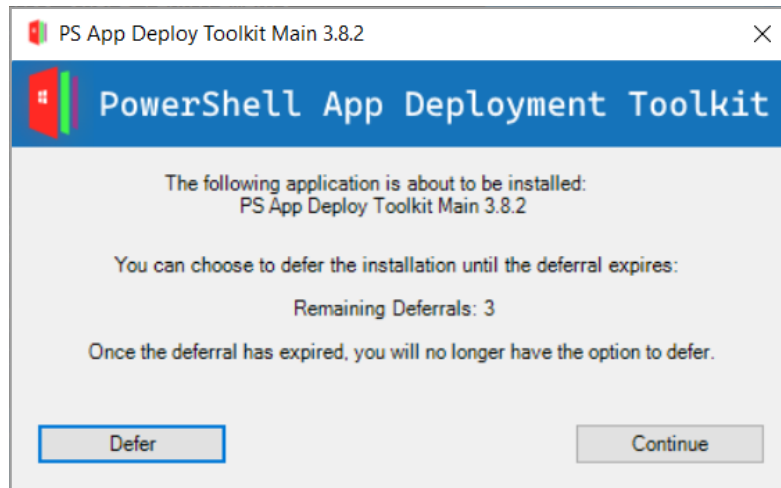 PS App Deploy Toolkit Main 3.8.2
PowerShell App Deployment Toolkit
The following application is about to be installed:
PS App Deploy Toolkit Main 3.8.2
You can choose to defer the installation until the deferral expires:
Remaining Deferrals: 3
Once the deferral has expired, you will no longer have the option to defer.
Defer
Continue